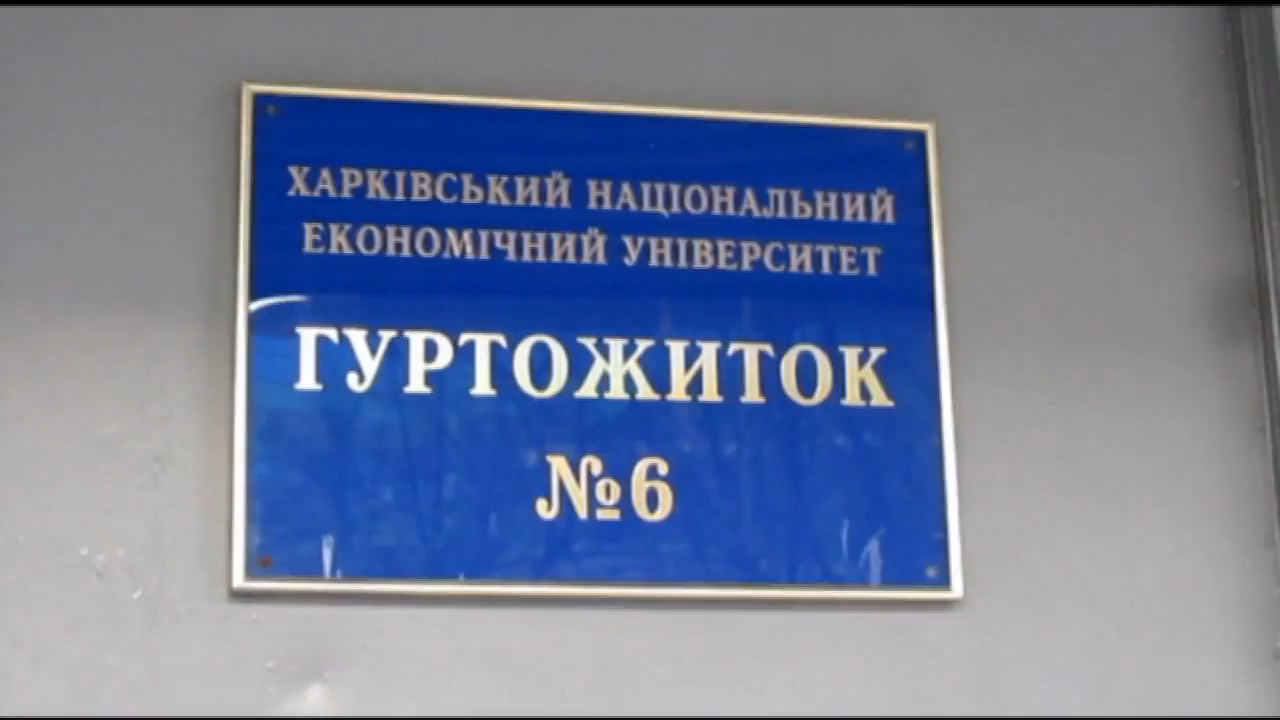 ХАРКІВСЬКИЙ НАЦІОНАЛЬНИЙ
ЕКОНОМІЧНИЙ УНІВЕРСИТЕТ
ГУРТОЖИТОК
№6